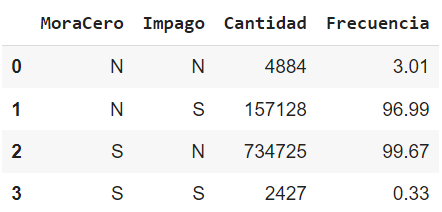 MoraCero Impago Cantidad Frecuencia
0 N N 4884 3.01
1 N S 157128 96.99
2 S N 734725 99.67
3 S S 2427 0.33